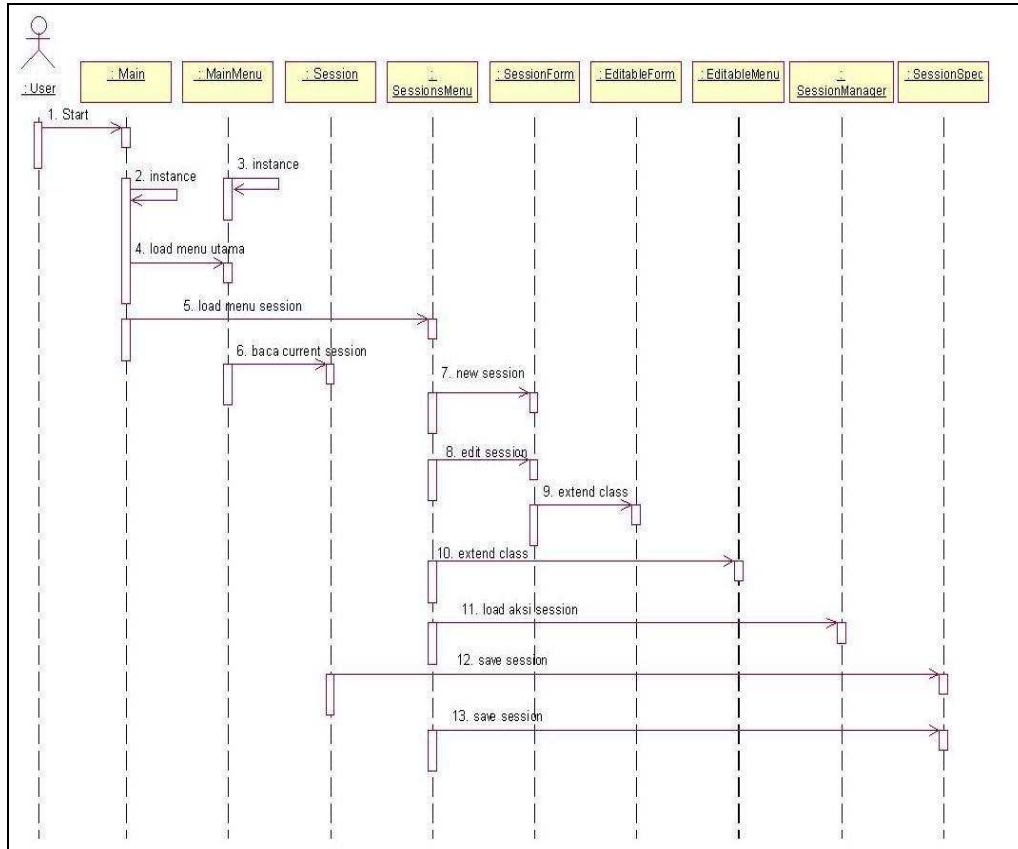 : User
: Main
: MainMenu
: Session
:
SessionsMenu
: SessionForm
: EditableForm
: EditableMenu
:
SessionManager
: SessionSpec
1. Start
2. instance
3. instance
4. load menu utama
5. load menu session
6. baca current session
7. new session
8. edit session
9. extend class
10. extend class
11. load aksi session
12. save session
13. save session